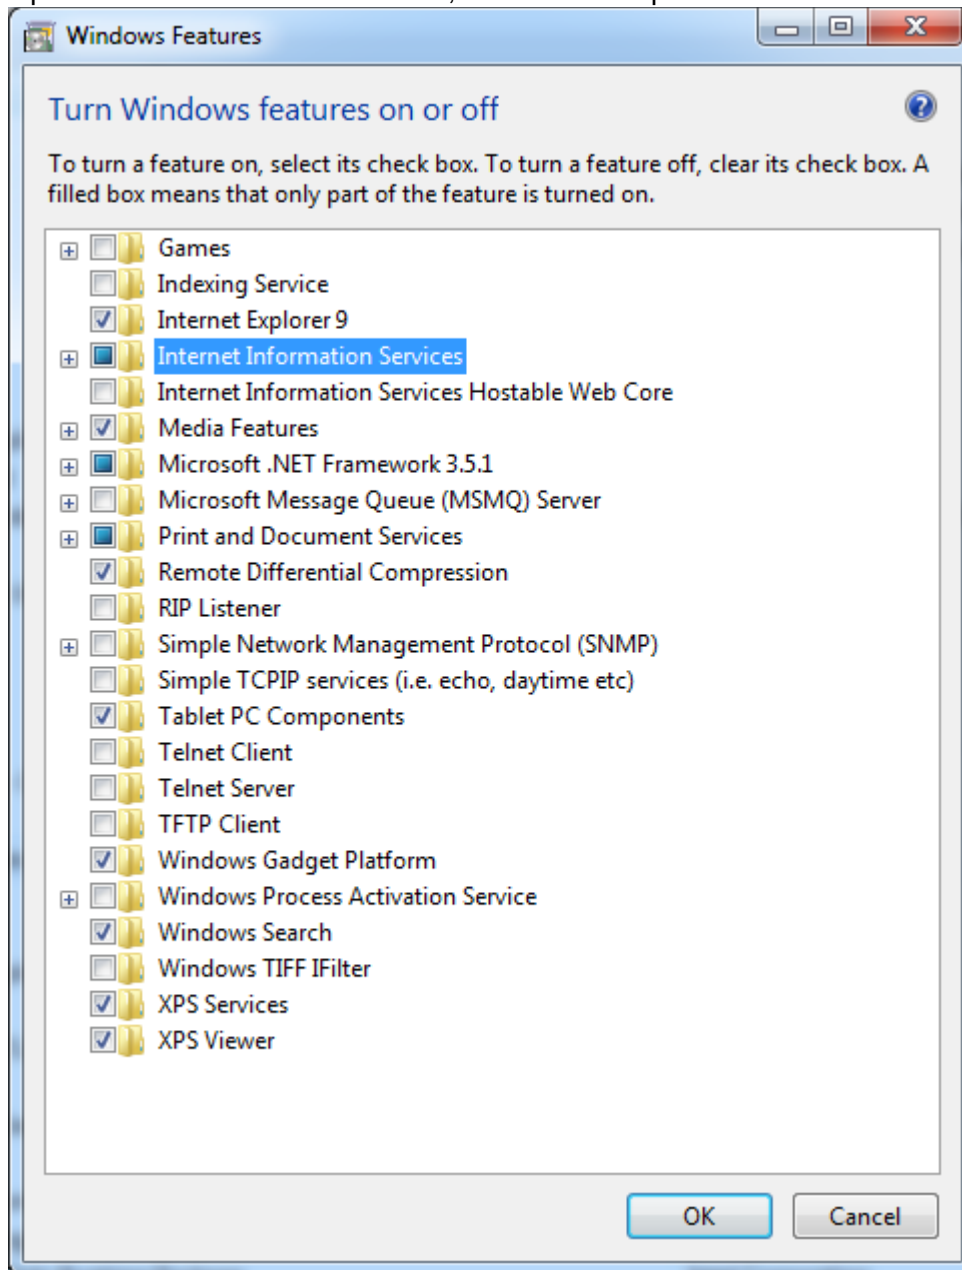 Windows Features
Turn Windows features on or off
To turn a feature on, select its check box. To turn a feature off, clear its check box. A
filled box means that only part of the feature is turned on.
Games
Indexing Service
Internet Explorer 9
Internet Information Services
Internet Information Services Hostable Web Core
Media Features
Microsoft .NET Framework 3.5.1
Microsoft Message Queue (MSMQ) Server
Print and Document Services
Remote Differential Compression
RIP Listener
Simple Network Management Protocol (SNMP)
Simple TCPIP services (i.e. echo, daytime etc)
Tablet PC Components
Telnet Client
Telnet Server
TFTP Client
Windows Gadget Platform
Windows Process Activation Service
Windows Search
Windows TIFF IFilter
XPS Services
XPS Viewer
OK
Cancel